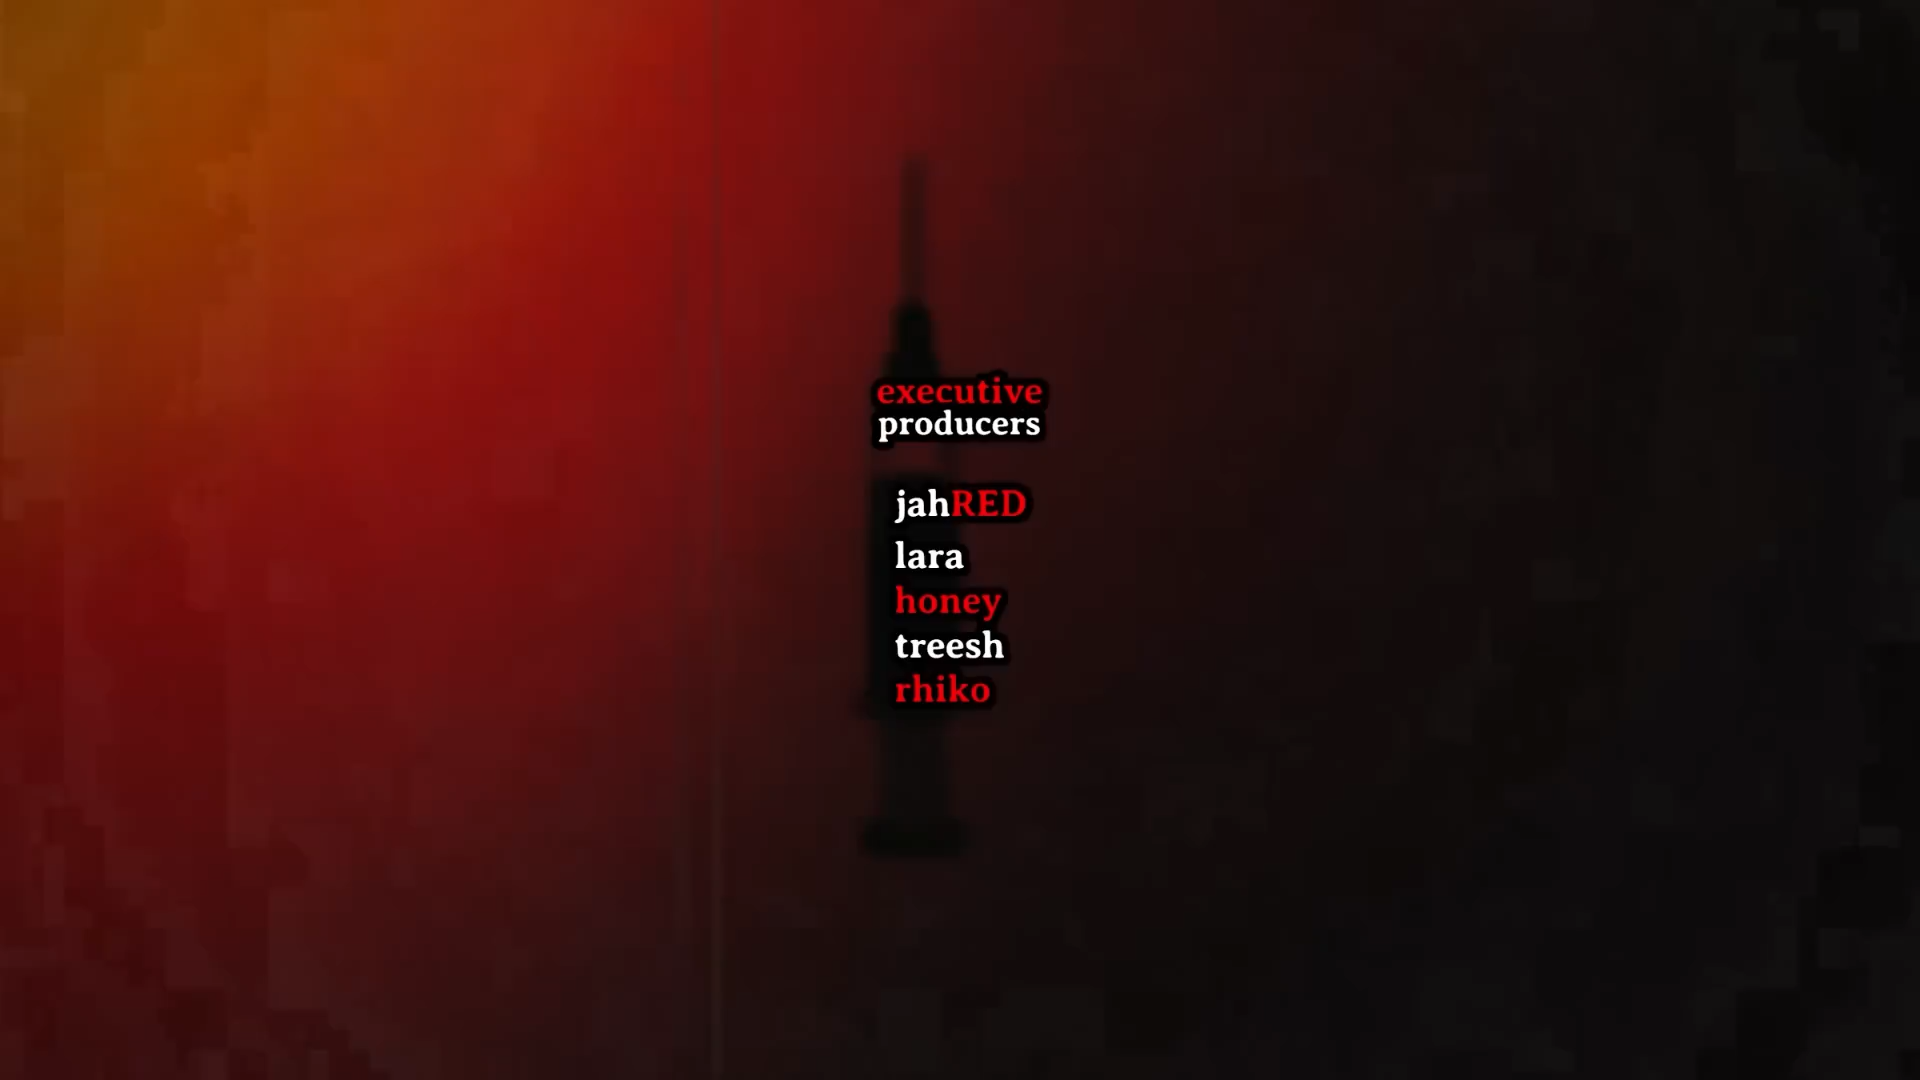 executive
producers
jahRED
lara
honey
treesh
rhiko